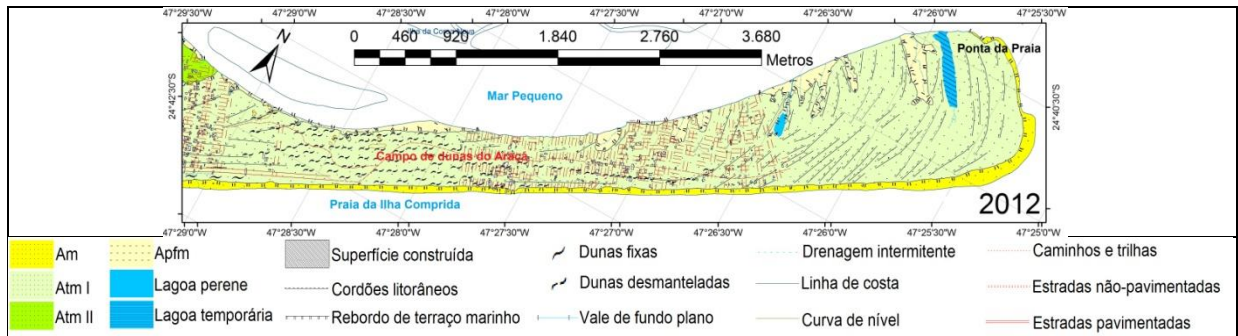 47°29'30"W 47°29'0"W 47°28'30"W 47°28'0"W 47°27'30"W 47°27'0"W 47°26'30"W 47°26'0"W 47°25'30"W
0 460 920 1.840 2.760 3.680
Metros
N
Ponta da Praia
Mar Pequeno
24°42'30"S
24°40'30"S
Campo de dunas do Araçá
Praia da Ilha Comprida
2012
47°29'0"W 47°28'30"W 47°28'0"W 47°27'30"W 47°27'0"W 47°26'30"W 47°26'0"W 47°25'30"W 47°25'0"W
Am Apfm Superfície construída Dunas fixas Drenagem intermitente Caminhos e trilhas
Atm I Lagoa perene Cordões litorâneos Dunas desmanteladas Linha de costa Estradas não-pavimentadas
Atm II Lagoa temporária Rebordo de terraço marinho Vale de fundo plano Curva de nível Estradas pavimentadas